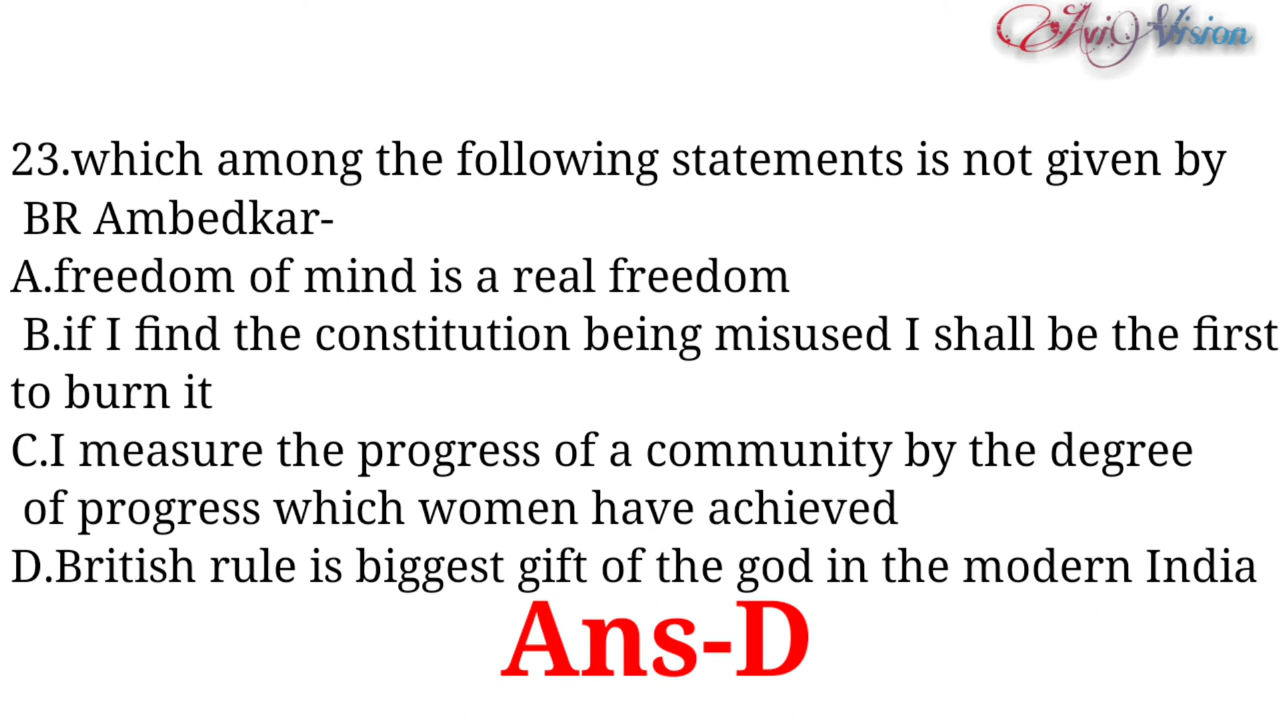 Avi Vision
23.which among the following statements is not given by
BR Ambedkar-
A.freedom of mind is a real freedom
B.if I find the constitution being misused I shall be the first
to burn it
C.I measure the progress of a community by the degree
of progress which women have achieved
D.British rule is biggest gift of the god in the modern India
Ans-D